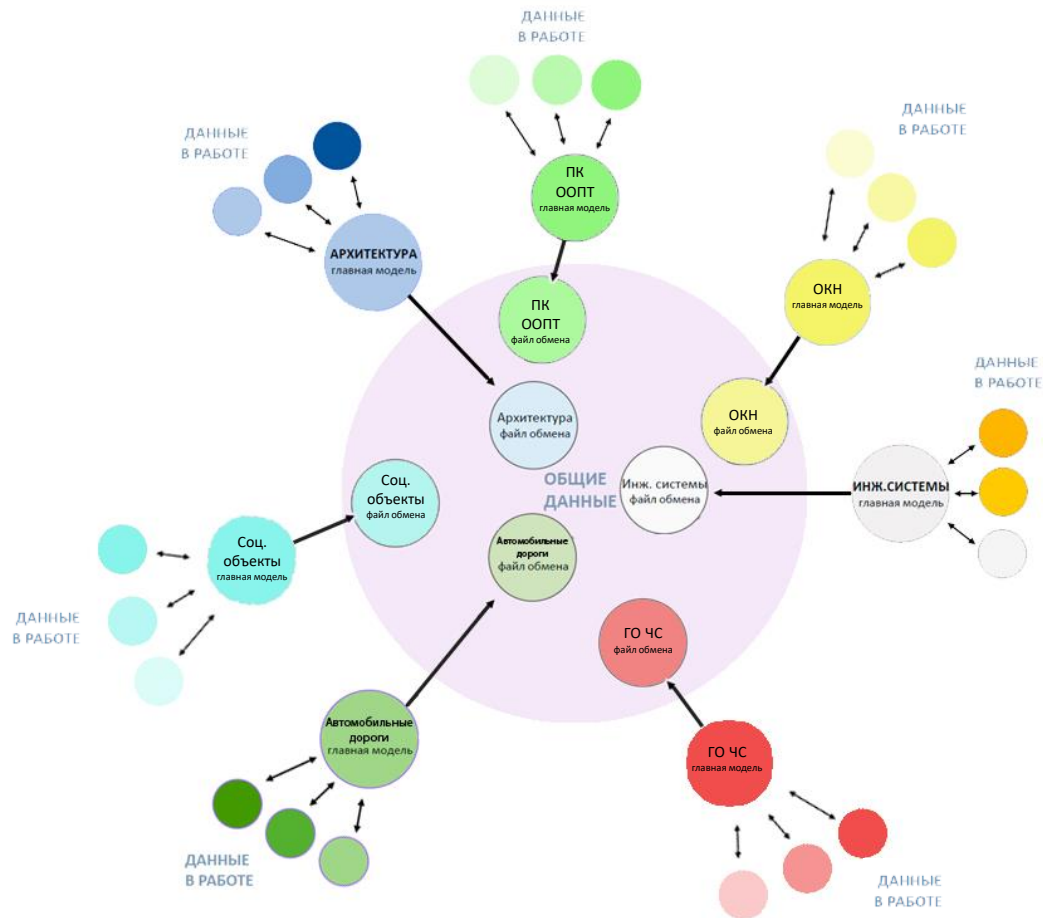 ДАННЫЕ
В РАБОТЕ
ДАННЫЕ
В РАБОТЕ
ДАННЫЕ
В РАБОТЕ
ПК
ООПТ
главная модель
АРХИТЕКТУРА
главная модель
ОКН
главная модель
ПК
ООПТ
файл обмена
ДАННЫЕ
В РАБОТЕ
Архитектура
файл обмена
ОКН
файл обмена
Соц.
объекты
файл обмена
ОБЩИЕ
ДАННЫЕ
Инж. системы
файл обмена
ИНЖ.СИСТЕМЫ
главная модель
Соц.
объекты
главная модель
Автомобильные
дороги
файл обмена
ДАННЫЕ
В РАБОТЕ
ГО ЧС
файл обмена
Автомобильные
дороги
главная модель
ГО ЧС
главная модель
ДАННЫЕ
В РАБОТЕ
ДАННЫЕ
В РАБОТЕ